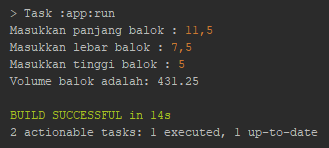 > Task :app:run
Masukkan panjang balok : 11,5
Masukkan lebar balok : 7,5
Masukkan tinggi balok : 5
Volume balok adalah: 431.25
BUILD SUCCESSFUL in 14s
2 actionable tasks: 1 executed, 1 up-to-date